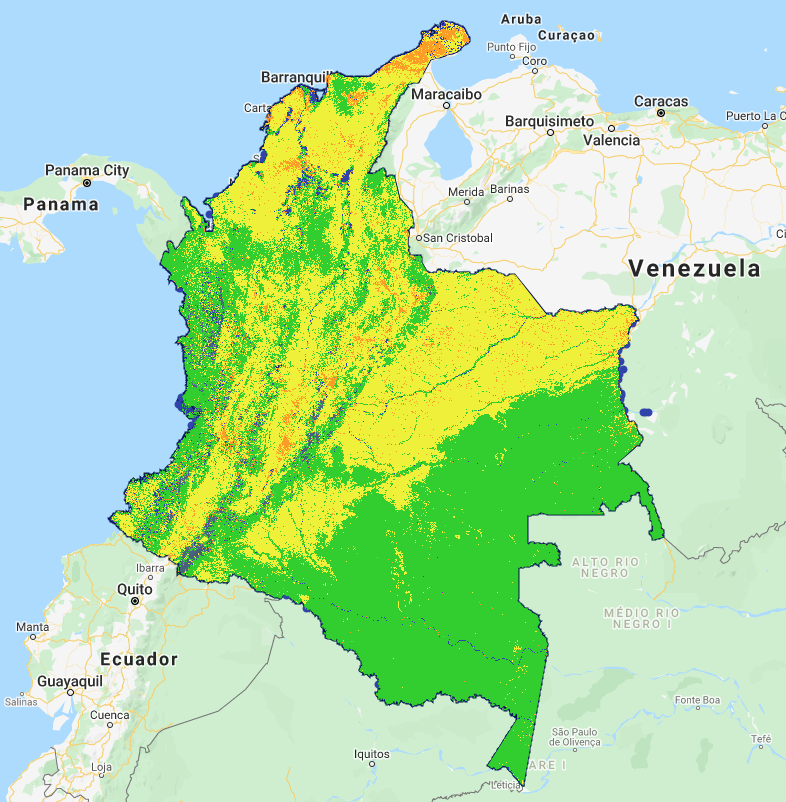 Aruba
Curaçao
Punto Fijo
Coro
Barranquil
Maracaibo
Caracas
Carta
Barquisimeto
Valencia
Puerto La C
Panama City
Merida
Barinas
Panama
San Cristobal
Ci
Venezuela
Ibarra
ALTO RIO
NEGRO
Quito
MÉDIO RIO
NEGRO I
Manta
Ecuador
Guayaquil
Salinas
Fonte Boa
Cuenca
São Paulo
de Olivença
Tefé
Iquitos
Loja
ARE I
Leticia